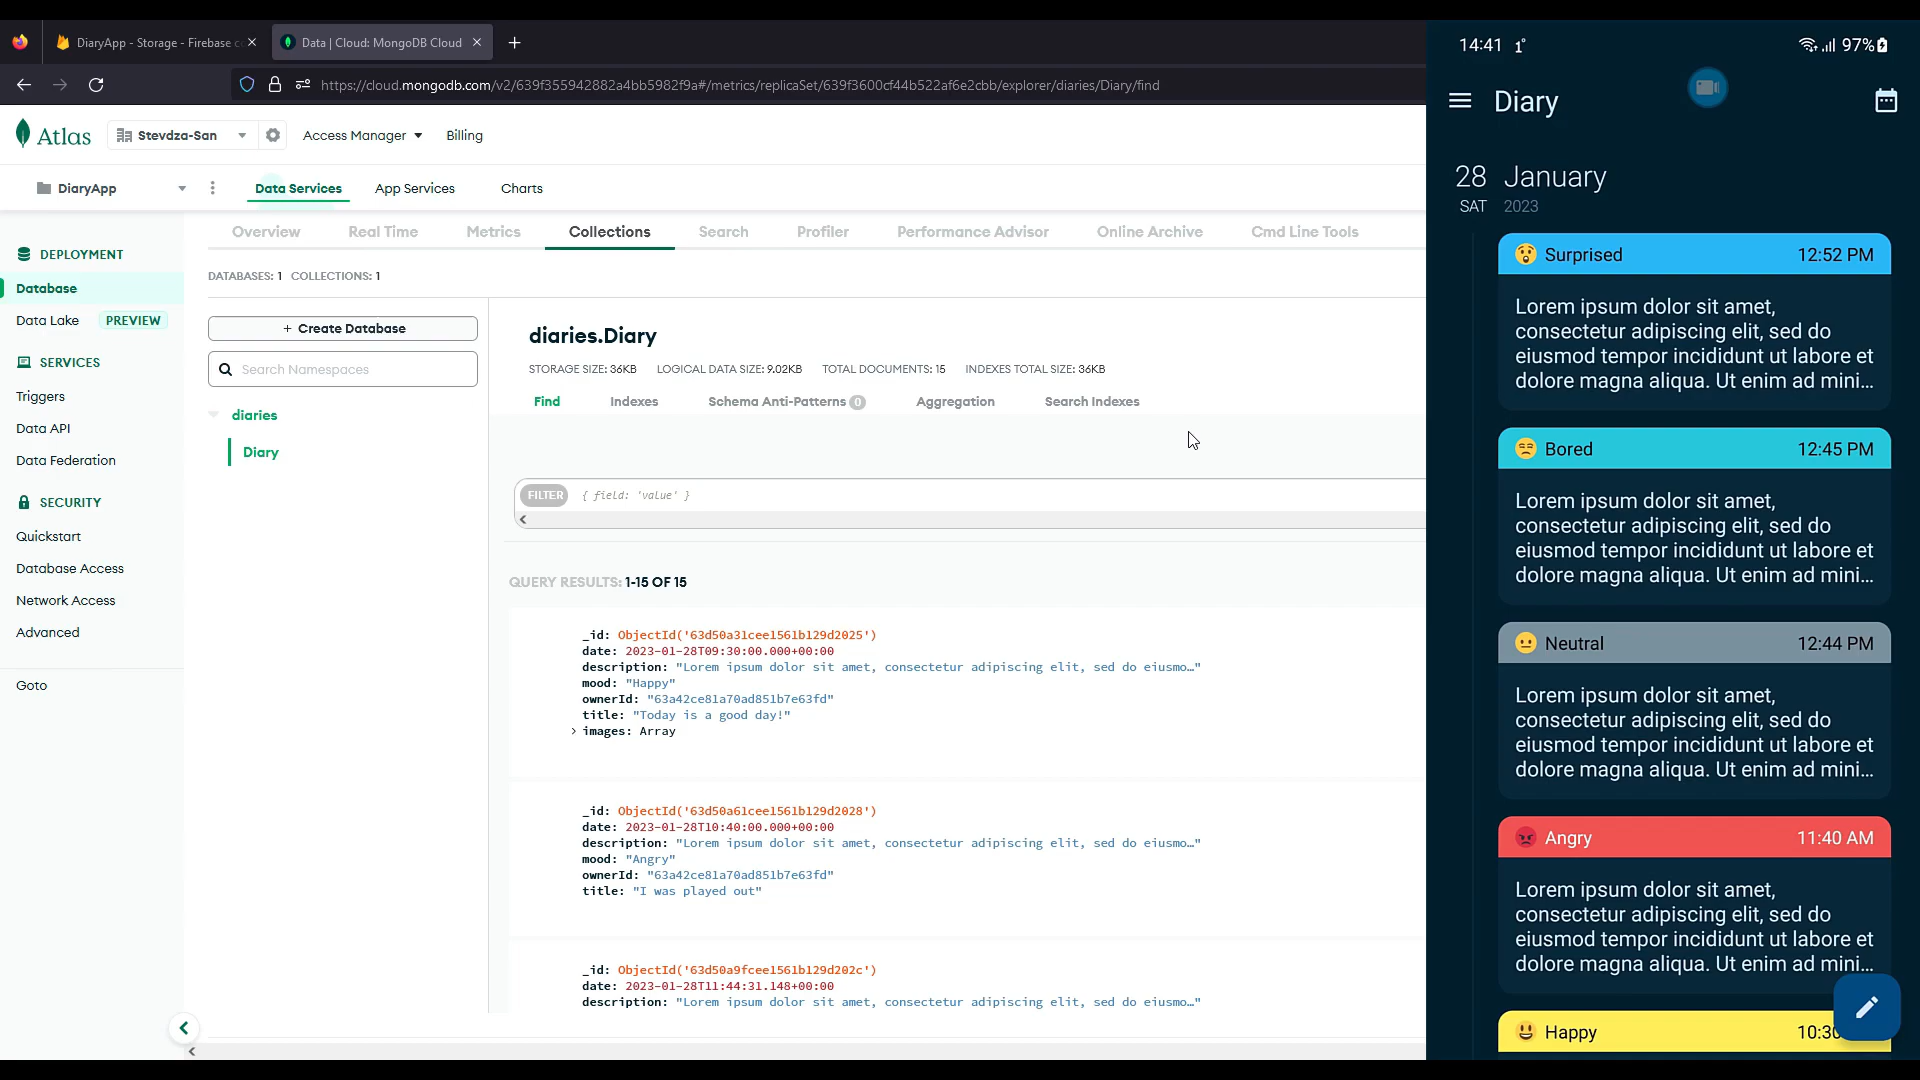 DiaryApp - Storage - Firebase c
Data | Cloud: MongoDB Cloud
https://cloud.mongodb.com/v2/639f355942882a4bb5982f9a#/metrics/replicaSet/639f3600cf44b522af6e2cbb/explorer/diaries/Diary/find
Atlas
Stevdza-San
Access Manager
Billing
DiaryApp
Data Services
App Services
Charts
DEPLOYMENT
Database
Data Lake PREVIEW
SERVICES
Triggers
Data API
Data Federation
SECURITY
Quickstart
Database Access
Network Access
Advanced
Goto
Overview
Real Time
Metrics
Collections
Search
Profiler
Performance Advisor
Online Archive
Cmd Line Tools
DATABASES: 1 COLLECTIONS: 1
+ Create Database
Search Namespaces
diaries
Diary
diaries.Diary
STORAGE SIZE: 36KB LOGICAL DATA SIZE: 9.02KB TOTAL DOCUMENTS: 15 INDEXES TOTAL SIZE: 36KB
Find
Indexes
Schema Anti-Patterns 0
Aggregation
Search Indexes
FILTER { field: 'value' }
QUERY RESULTS: 1-15 OF 15
_id: ObjectId('63d50a31cee1561b129d2025')
date: 2023-01-28T09:30:00.000+00:00
description: "Lorem ipsum dolor sit amet, consectetur adipiscing elit, sed do eiusmo…"
mood: "Happy"
ownerId: "63a42ce81a70ad851b7e63fd"
title: "Today is a good day!"
> images: Array
_id: ObjectId('63d50a61cee1561b129d2028')
date: 2023-01-28T10:40:00.000+00:00
description: "Lorem ipsum dolor sit amet, consectetur adipiscing elit, sed do eiusmo…"
mood: "Angry"
ownerId: "63a42ce81a70ad851b7e63fd"
title: "I was played out"
_id: ObjectId('63d50a9fcee1561b129d202c')
date: 2023-01-28T11:44:31.148+00:00
description: "Lorem ipsum dolor sit amet, consectetur adipiscing elit, sed do eiusmo…"
14:41 1° 97%
Diary
28 January
SAT 2023
Surprised 12:52 PM
Lorem ipsum dolor sit amet,
consectetur adipiscing elit, sed do
eiusmod tempor incididunt ut labore et
dolore magna aliqua. Ut enim ad mini...
Bored 12:45 PM
Lorem ipsum dolor sit amet,
consectetur adipiscing elit, sed do
eiusmod tempor incididunt ut labore et
dolore magna aliqua. Ut enim ad mini...
Neutral 12:44 PM
Lorem ipsum dolor sit amet,
consectetur adipiscing elit, sed do
eiusmod tempor incididunt ut labore et
dolore magna aliqua. Ut enim ad mini...
Angry 11:40 AM
Lorem ipsum dolor sit amet,
consectetur adipiscing elit, sed do
eiusmod tempor incididunt ut labore et
dolore magna aliqua. Ut enim ad mini...
Happy 10:30